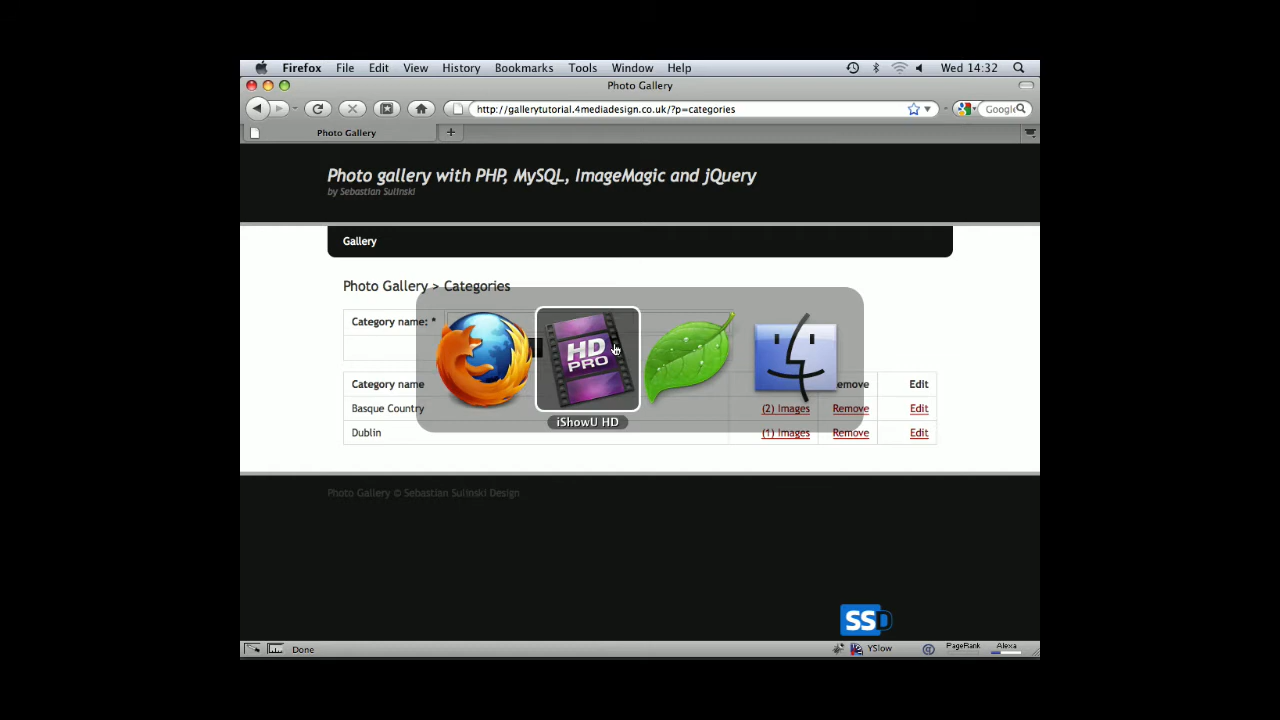 Firefox File Edit View History Bookmarks Tools Window Help Wed 14:32
Photo Gallery
http://gallerytutorial.4mediadesign.co.uk/?p=categories Google
Photo Gallery
Photo gallery with PHP, MySQL, ImageMagic and jQuery
by Sebastian Sulinski
Gallery
Photo Gallery > Categories
Category name: *
HD
PRO
Category name emove Edit
Basque Country (2) Images Remove Edit
iShowU HD
Dublin (1) Images Remove Edit
Photo Gallery © Sebastian Sulinski Design
SSD
Done YSlow PageRank Alexa